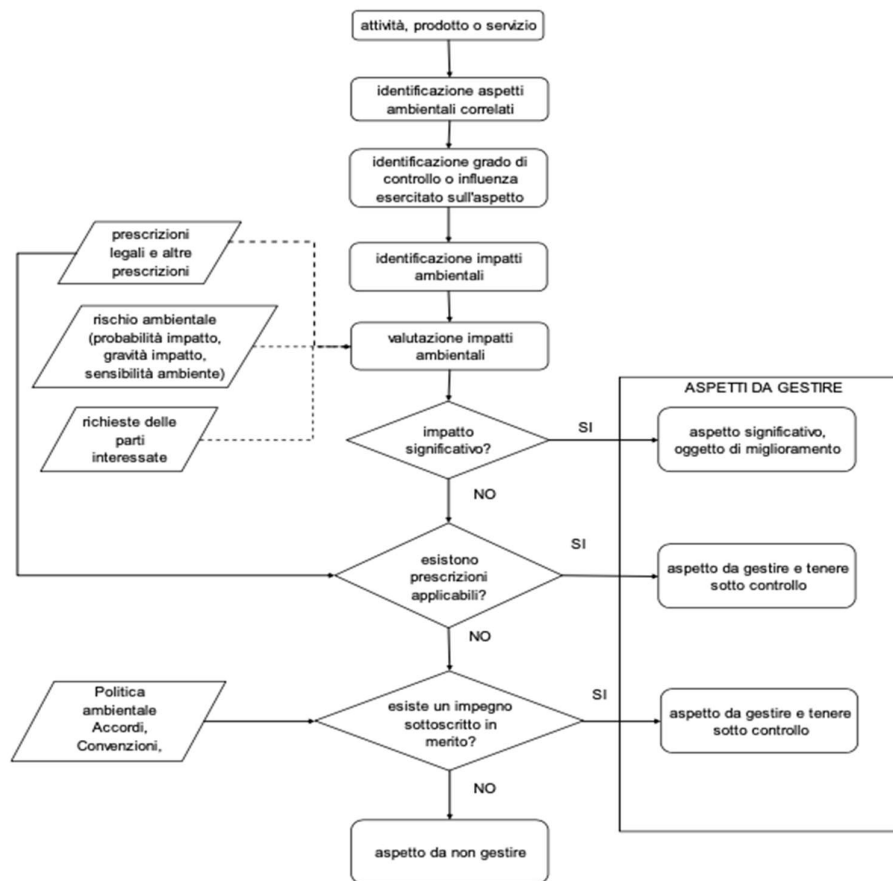 attività, prodotto o servizio
identificazione aspetti
ambientali correlati
identificazione grado di
controllo o influenza
esercitato sull'aspetto
prescrizioni
legali e altre
prescrizioni
identificazione impatti
ambientali
rischio ambientale
(probabilità impatto,
gravità impatto,
sensibilità ambiente)
valutazione impatti
ambientali
richieste delle
parti
interessate
impatto
significativo?
SI
ASPETTI DA GESTIRE
aspetto significativo,
oggetto di miglioramento
NO
esistono
prescrizioni
applicabili?
SI
aspetto da gestire e tenere
sotto controllo
NO
Politica
ambientale
Accordi,
Convenzioni,
esiste un impegno
sottoscritto in
merito?
SI
aspetto da gestire e tenere
sotto controllo
NO
aspetto da non gestire